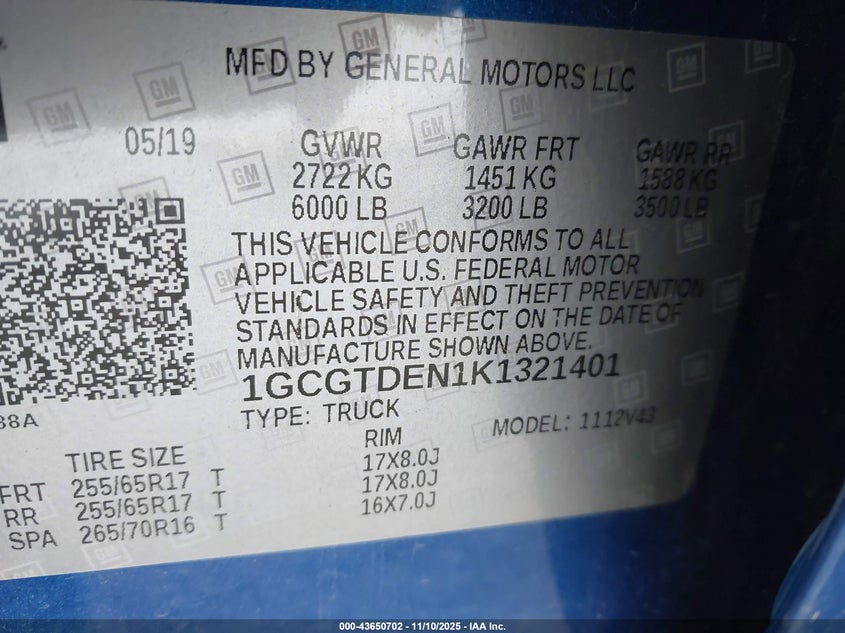 MFD BY GENERAL MOTORS LLC
05/19 GVWR GAWR FRT GAWR RR
2722 KG 1451 KG 1588 KG
6000 LB 3200 LB 3500 LB
THIS VEHICLE CONFORMS TO ALL
APPLICABLE U.S. FEDERAL MOTOR
VEHICLE SAFETY AND THEFT PREVENTION
STANDARDS IN EFFECT ON THE DATE OF
MANUFACTURE SHOWN ABOVE.
1GCGTDEN1K1321401
38A
TYPE: TRUCK MODEL: 1112V43
TIRE SIZE RIM
FRT 255/65R17 T 17X8.0J
RR 255/65R17 T 17X8.0J
SPA 265/70R16 T 16X7.0J
000-43650702 — 11/10/2025 — IAA Inc.